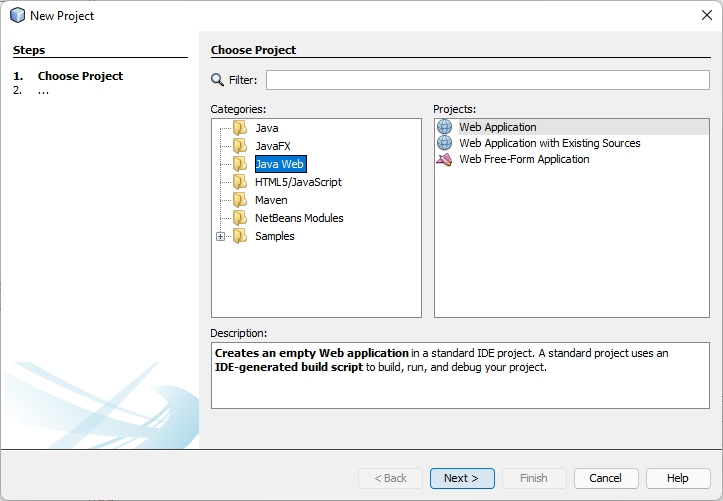 New Project
Steps
1. Choose Project
2. ...
Choose Project
Filter:
Categories:
Java
JavaFX
Java Web
HTML5/JavaScript
Maven
NetBeans Modules
Samples
Projects:
Web Application
Web Application with Existing Sources
Web Free-Form Application
Description:
Creates an empty Web application in a standard IDE project. A standard project uses an
IDE-generated build script to build, run, and debug your project.
< Back
Next >
Finish
Cancel
Help